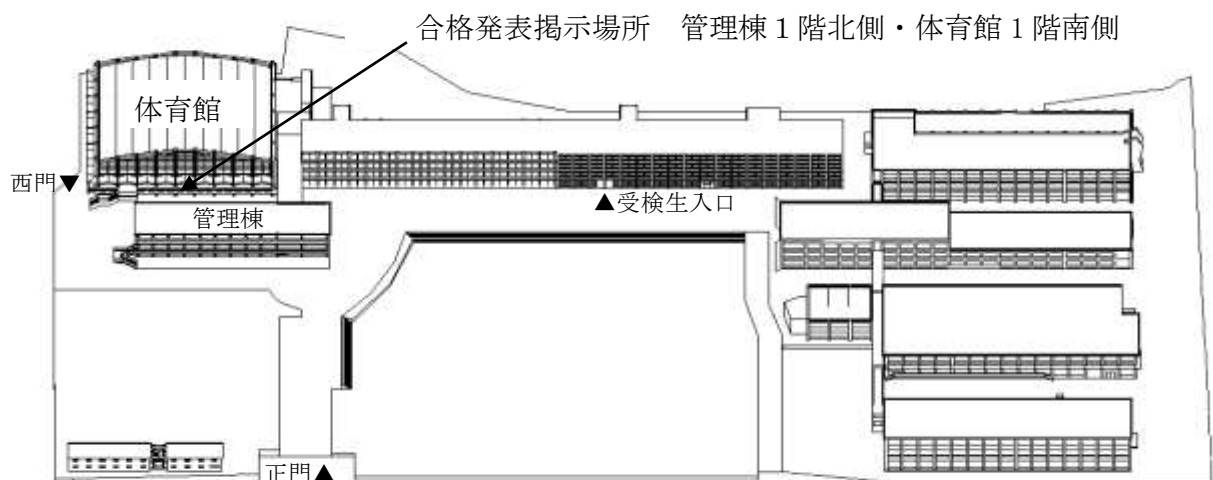 合格発表掲示場所　管理棟１階北側・体育館１階南側
体育館
西門▼
▲受検生入口
管理棟
正門▲